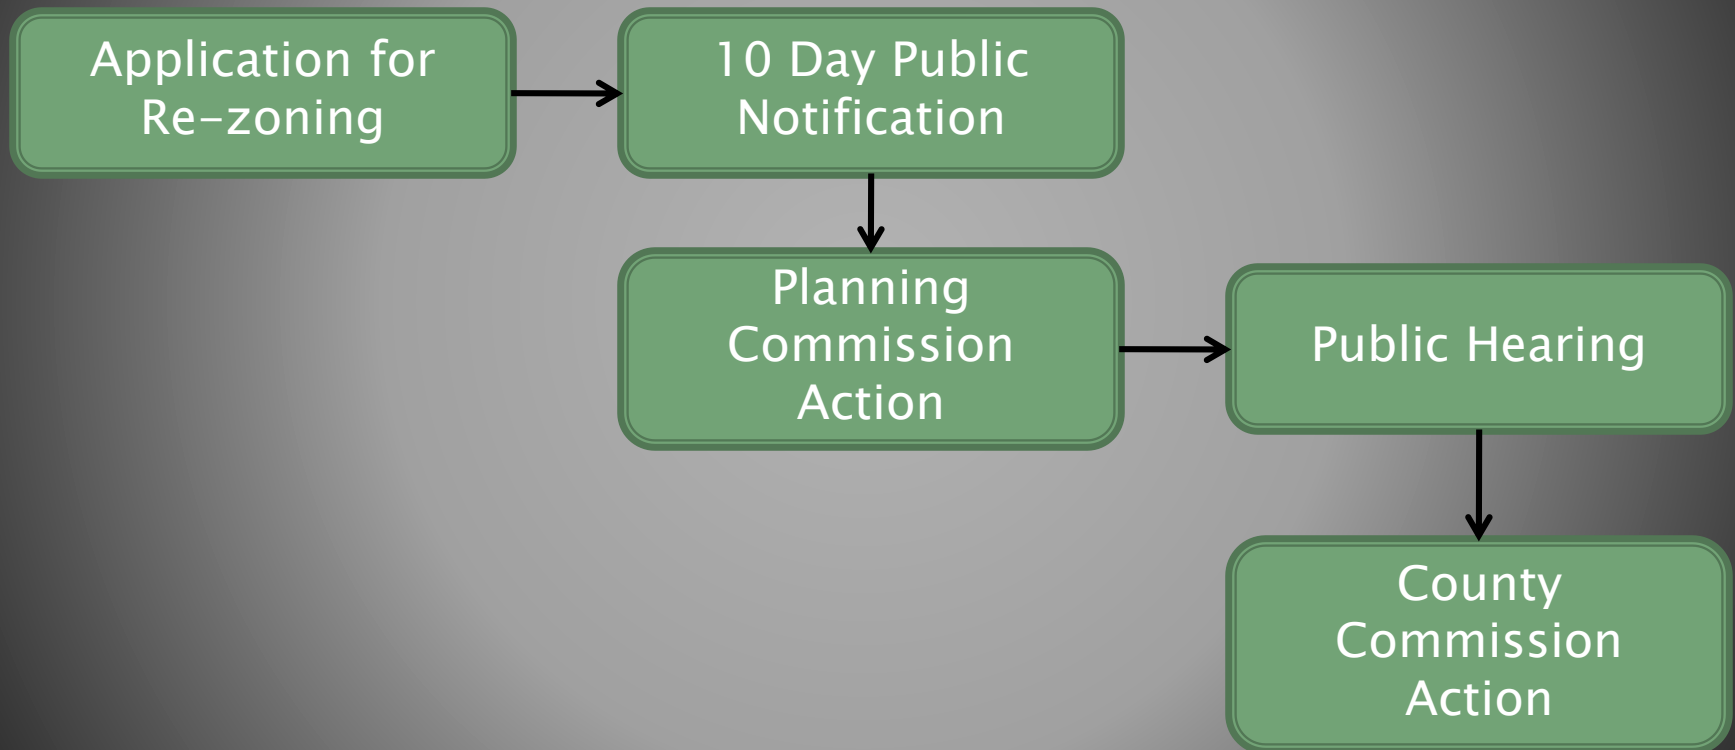 Application for
Re-zoning
10 Day Public
Notification
Planning
Commission
Action
Public Hearing
County
Commission
Action